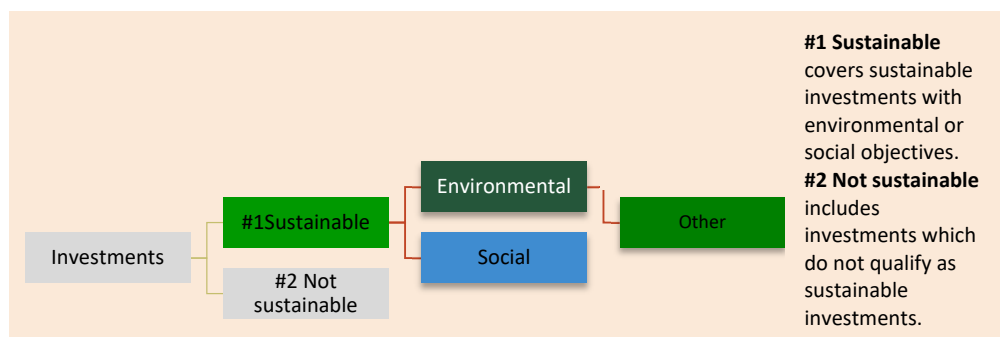 Investments
#1Sustainable
#2 Not
sustainable
Environmental
Social
Other
#1 Sustainable
covers sustainable
investments with
environmental or
social objectives.
#2 Not sustainable
includes
investments which
do not qualify as
sustainable
investments.